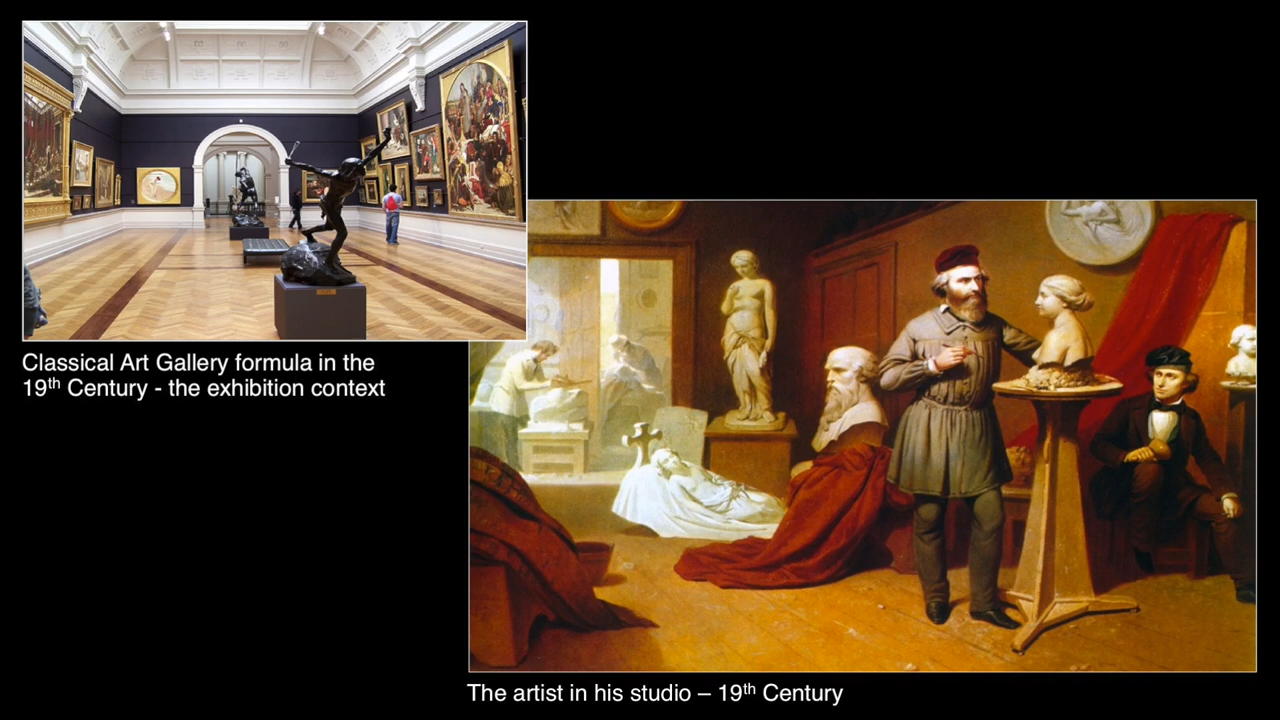 Classical Art Gallery formula in the
19th Century - the exhibition context
The artist in his studio – 19th Century